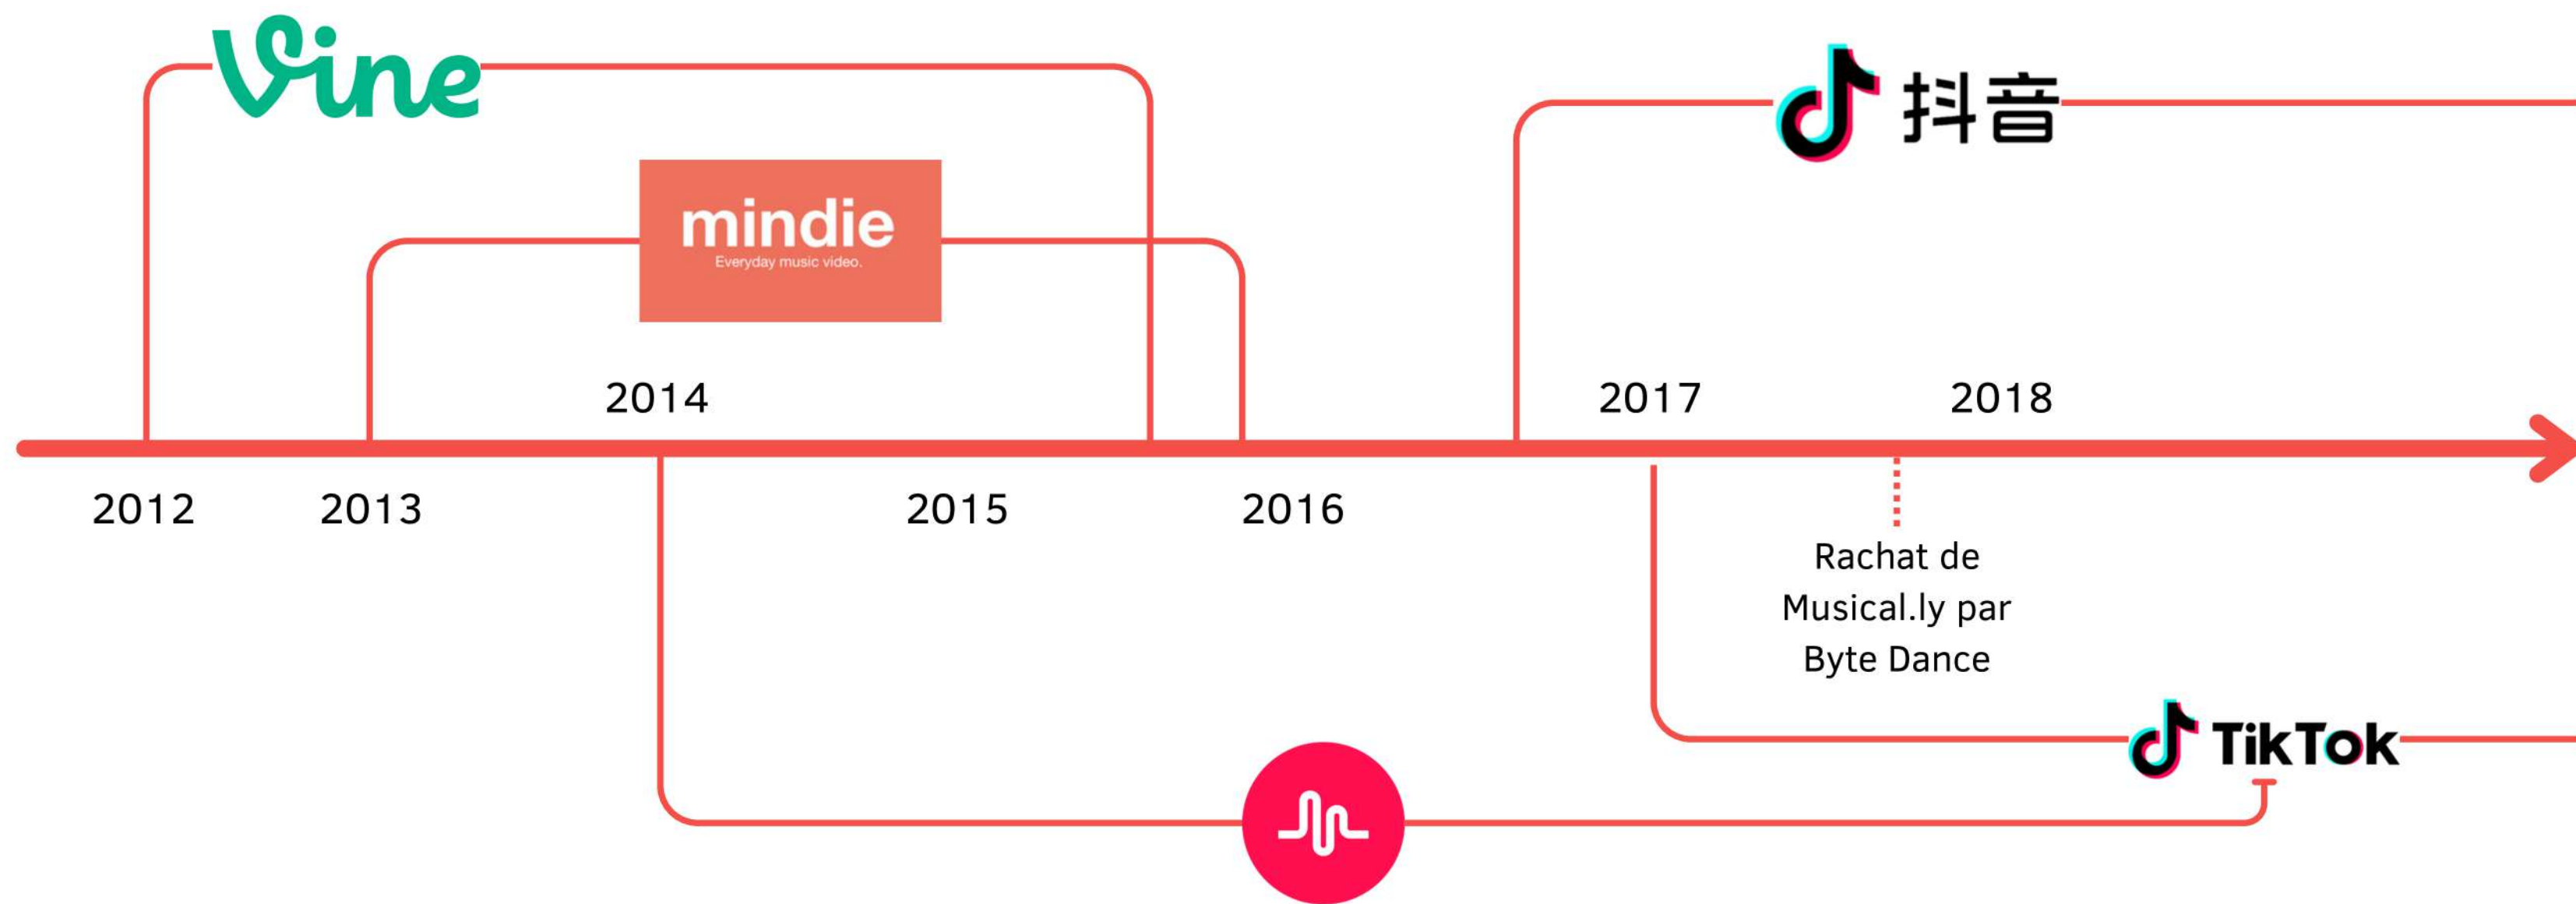 Vine
抖音
mindie
Everyday music video.
2014
2017
2018
2012
2013
2015
2016
Rachat de
Musical.ly par
Byte Dance
TikTok